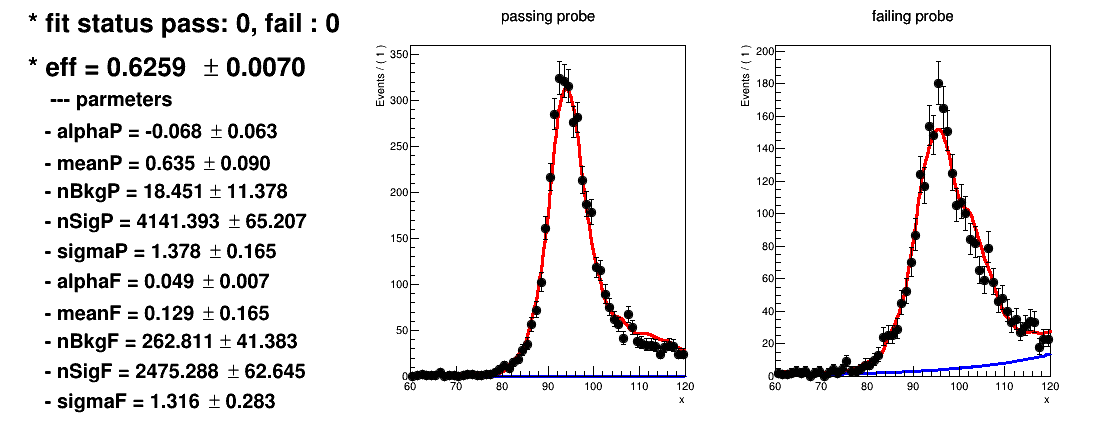 * fit status pass: 0, fail : 0
* eff = 0.6259 ± 0.0070
--- parmeters
- alphaP = -0.068 ± 0.063
- meanP = 0.635 ± 0.090
- nBkgP = 18.451 ± 11.378
- nSigP = 4141.393 ± 65.207
- sigmaP = 1.378 ± 0.165
- alphaF = 0.049 ± 0.007
- meanF = 0.129 ± 0.165
- nBkgF = 262.811 ± 41.383
- nSigF = 2475.288 ± 62.645
- sigmaF = 1.316 ± 0.283
passing probe
Events / ( 1 )
350
300
250
200
150
100
50
0
60 70 80 90 100 110 120
x
failing probe
Events / ( 1 )
200
180
160
140
120
100
80
60
40
20
0
60 70 80 90 100 110 120
x